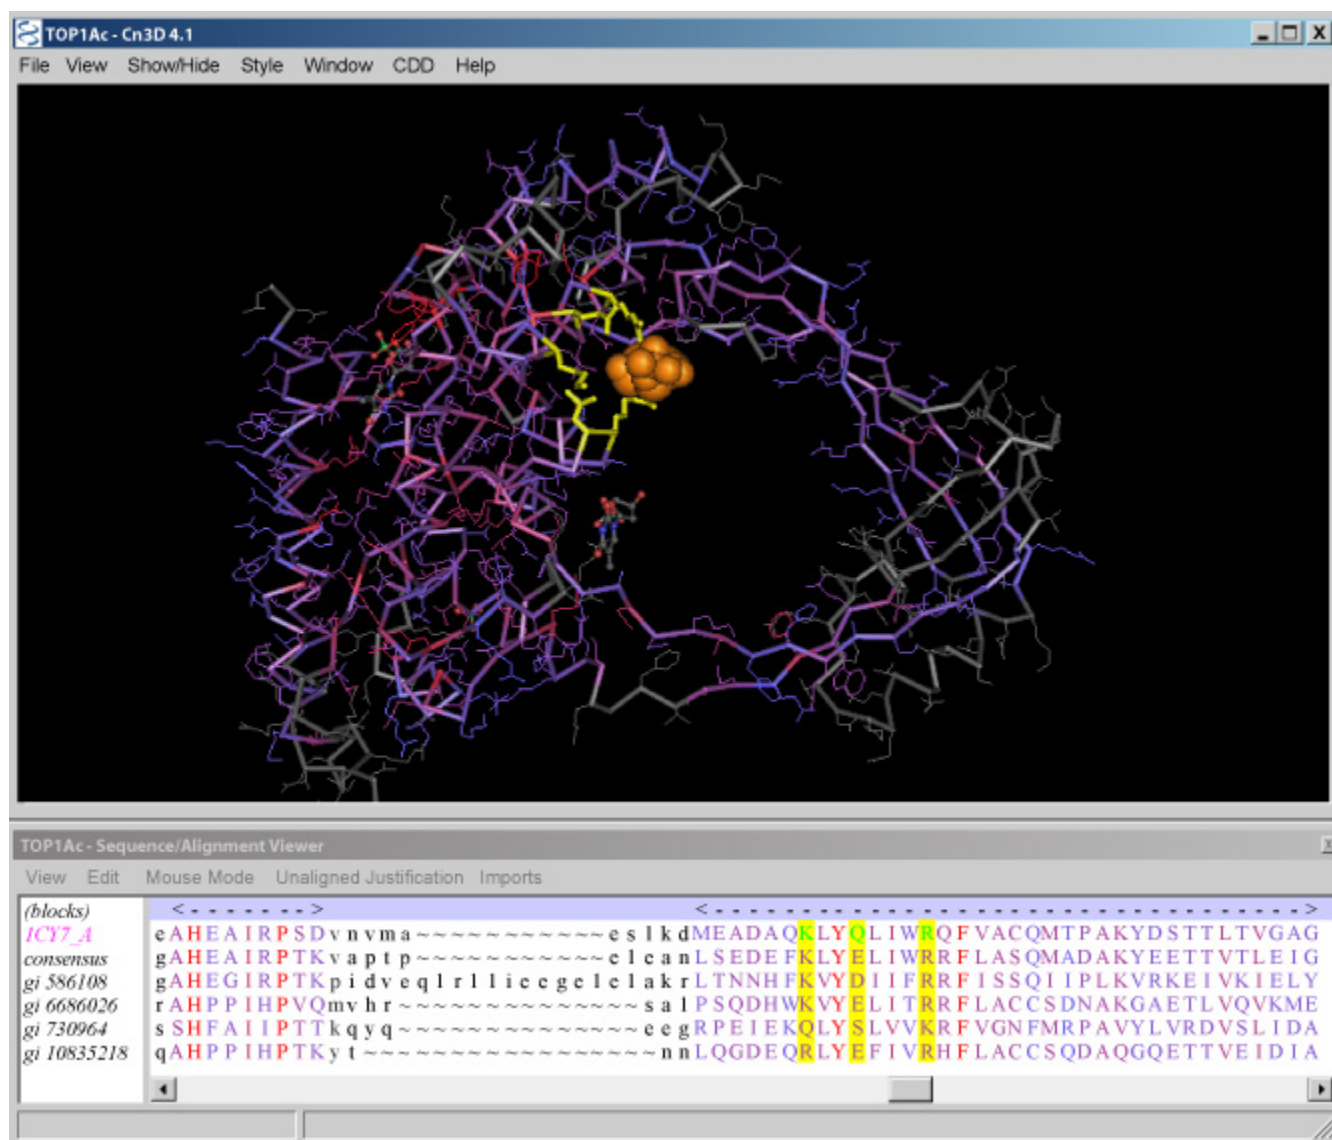 TOP1Ac - Cn3D 4.1
File View Show/Hide Style Window CDD Help
TOP1Ac - Sequence/Alignment Viewer
View Edit Mouse Mode Unaligned Justification Imports
(blocks) <-------> <------------------------------------>
1CY7_A eAHEAIRPSDvnvma~~~~~~~~~~~eslkdMEADAQKLYQLIWRQFVACQMTPAKYDSTTLTVGAG
consensus gAHEAIRPTKvaptp~~~~~~~~~~~eleanLSEDEFKLYELIWRRFLASQMADAKYEETTVTLEIG
gi 586108 gAHEGIRPTKpidveqlrllieegelelakrLTNNHFKVYDIIFRRFISSQIIPLKVRKEIVKIELY
gi 6686026 rAHPPIHPVQmvhr~~~~~~~~~~~~~~salPSQDHWKVYELITRRFLACCSDNAKGAETLVQVKME
gi 730964 sSHFAIIPTTkqyq~~~~~~~~~~~~~~eegRPEIEKQLYSLVVKRFVGNFMRPAVYLVRDVSLIDA
gi 10835218 qAHPPIHPTKyt~~~~~~~~~~~~~~~~~nnLQGDEQRLYEFIVRHFLACCSQDAQGQETTVEIDIA